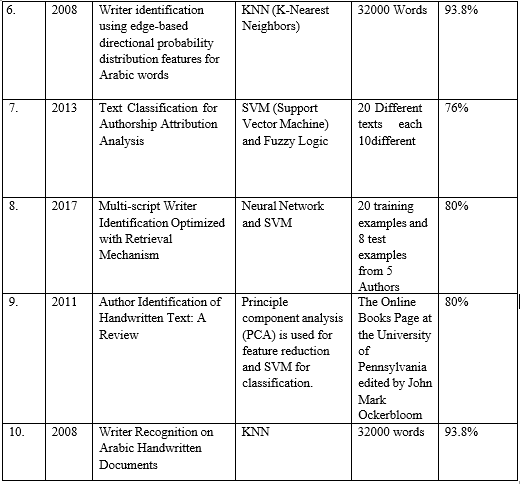 6.
2008
Writer identification
using edge-based
directional probability
distribution features for
Arabic words
KNN (K-Nearest
Neighbors)
32000 Words
93.8%
7.
2013
Text Classification for
Authorship Attribution
Analysis
SVM (Support
Vector Machine)
and Fuzzy Logic
20 Different
texts each
10different
76%
8.
2017
Multi-script Writer
Identification Optimized
with Retrieval
Mechanism
Neural Network
and SVM
20 training
examples and
8 test
examples
from 5
Authors
80%
9.
2011
Author Identification of
Handwritten Text: A
Review
Principle
component analysis
(PCA) is used for
feature reduction
and SVM for
classification.
The Online
Books Page at
the University
of
Pennsylvania
edited by John
Mark
Ockerbloom
80%
10.
2008
Writer Recognition on
Arabic Handwritten
Documents
KNN
32000 words
93.8%